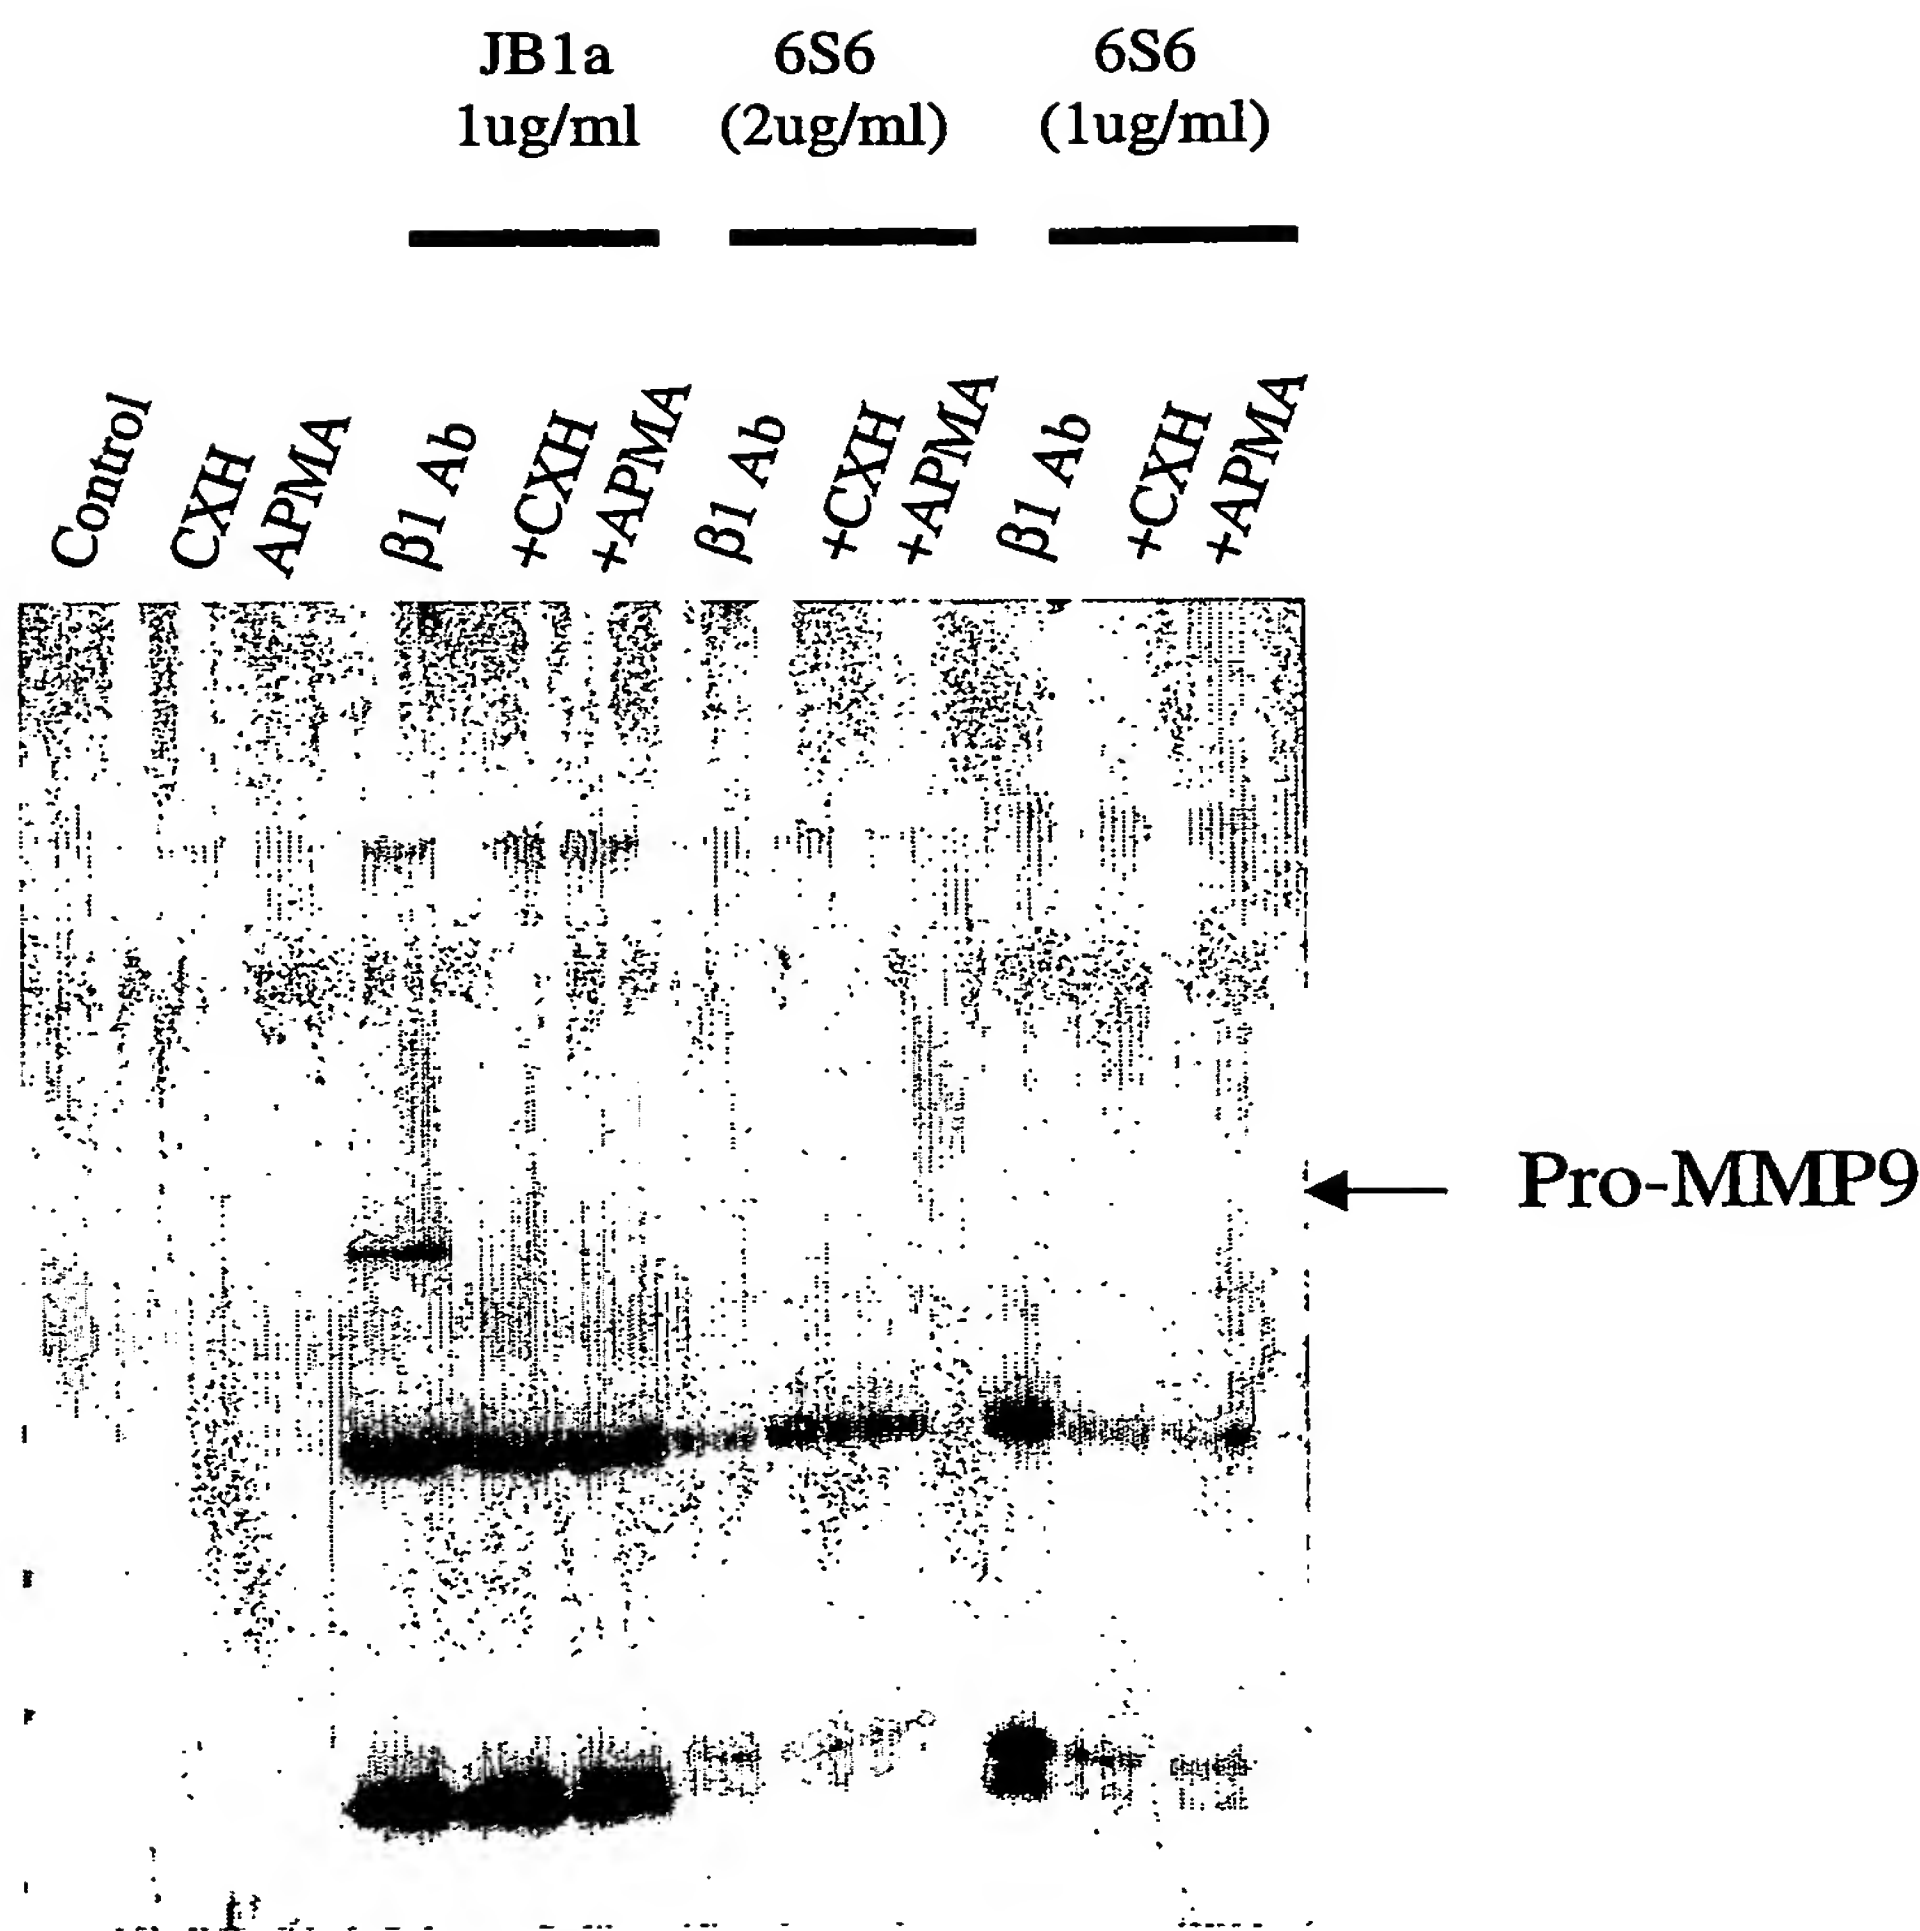 JB1a 6S6 6S6
1ug/ml (2ug/ml) (1ug/ml)
Control CXH APMA β1 Ab +CXH +APMA β1 Ab +CXH +APMA β1 Ab +CXH +APMA
Pro-MMP9